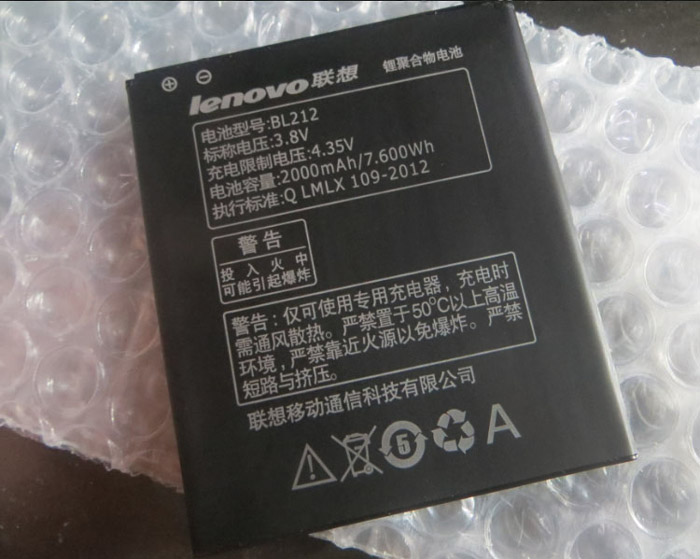 lenovo联想 锂聚合物电池
电池型号:BL212
标称电压:3.8V
充电限制电压:4.35V
电池容量:2000mAh/7.600Wh
执行标准:Q LMLX 109-2012
警告
投入火中
可能引起爆炸
警告:仅可使用专用充电器,充电时
需通风散热。严禁置于50°C以上高温
环境,严禁靠近火源以免爆炸。严禁
短路与挤压。
联想移动通信科技有限公司
5 A